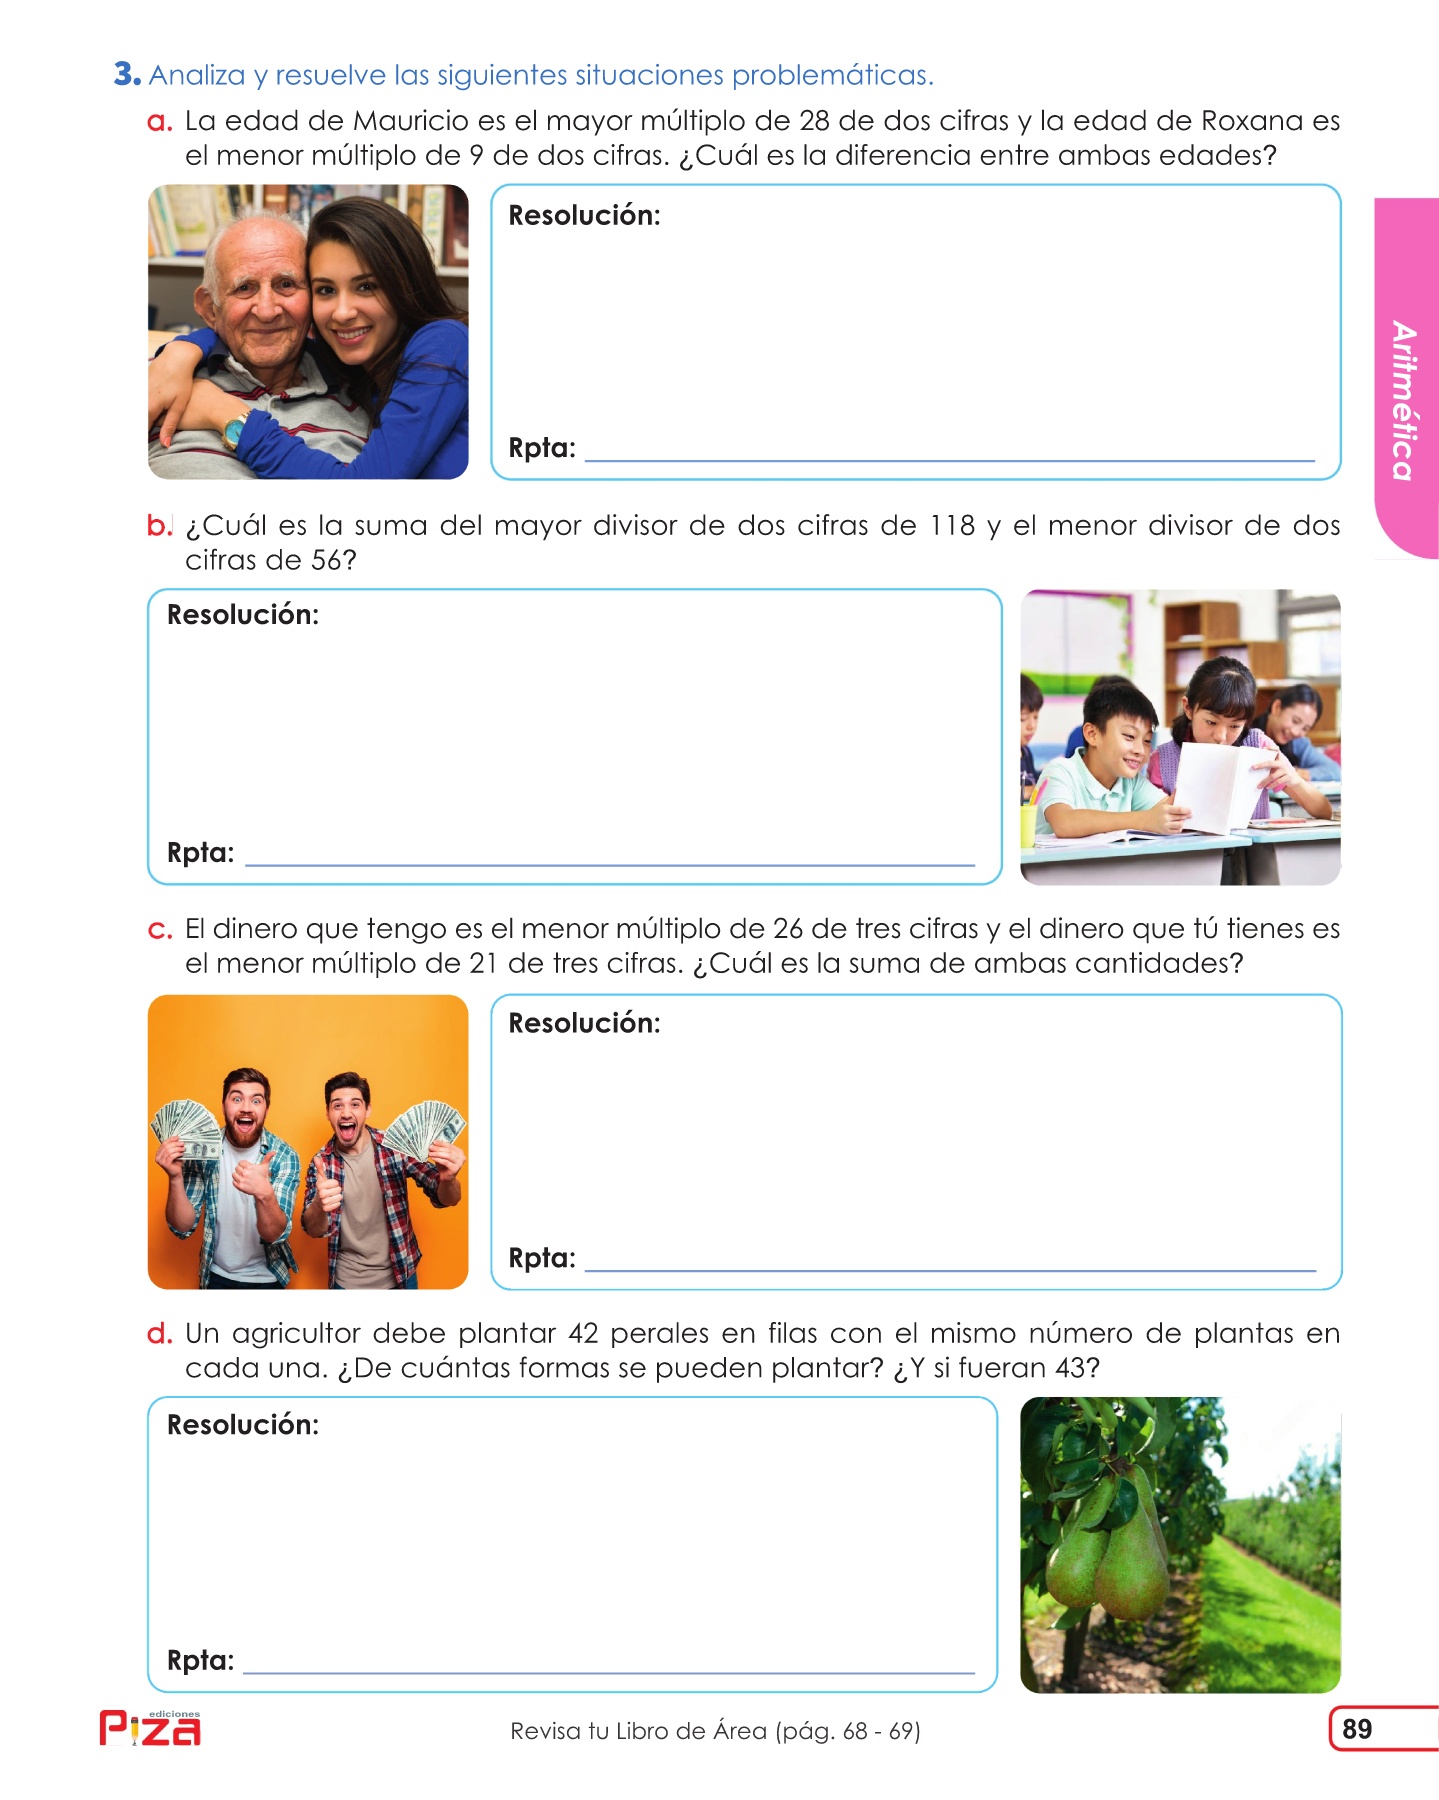 3. Analiza y resuelve las siguientes situaciones problemáticas.
a. La edad de Mauricio es el mayor múltiplo de 28 de dos cifras y la edad de Roxana es
el menor múltiplo de 9 de dos cifras. ¿Cuál es la diferencia entre ambas edades?
Resolución:
Rpta:
Aritmética
b. ¿Cuál es la suma del mayor divisor de dos cifras de 118 y el menor divisor de dos
cifras de 56?
Resolución:
Rpta:
c. El dinero que tengo es el menor múltiplo de 26 de tres cifras y el dinero que tú tienes es
el menor múltiplo de 21 de tres cifras. ¿Cuál es la suma de ambas cantidades?
Resolución:
Rpta:
d. Un agricultor debe plantar 42 perales en filas con el mismo número de plantas en
cada una. ¿De cuántas formas se pueden plantar? ¿Y si fueran 43?
Resolución:
Rpta:
ediciones
Piza
Revisa tu Libro de Área (pág. 68 - 69)
89